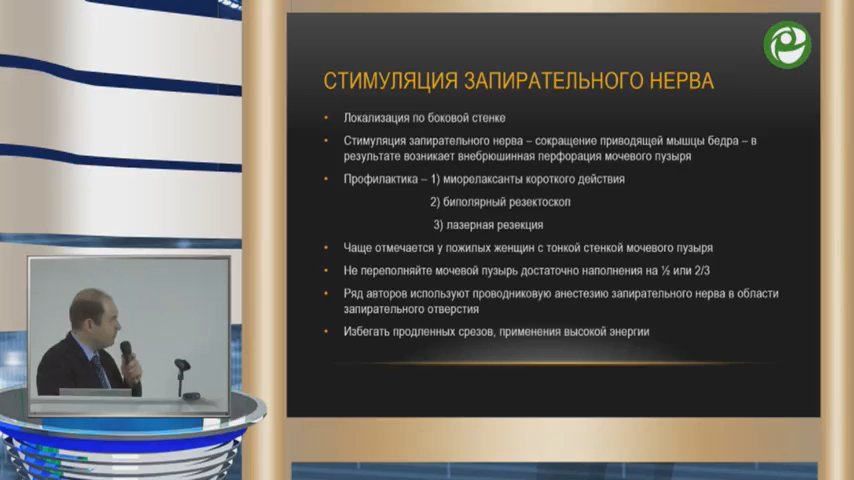 СТИМУЛЯЦИЯ ЗАПИРАТЕЛЬНОГО НЕРВА
• Локализация по боковой стенке
• Стимуляция запирательного нерва – сокращение приводящей мышцы бедра – в
результате возникает внебрюшинная перфорация мочевого пузыря
• Профилактика – 1) миорелаксанты короткого действия
2) биполярный резектоскоп
3) лазерная резекция
• Чаще отмечается у пожилых женщин с тонкой стенкой мочевого пузыря
• Не переполняйте мочевой пузырь достаточно наполнения на ½ или 2/3
• Ряд авторов используют проводниковую анестезию запирательного нерва в области
запирательного отверстия
• Избегать продленных срезов, применения высокой энергии